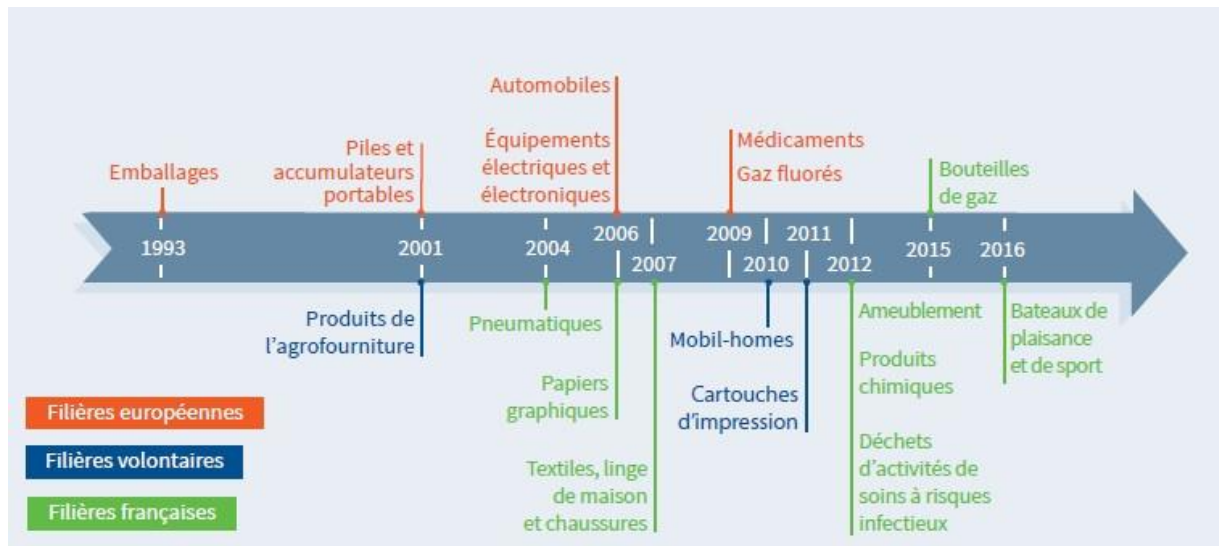 Automobiles
Emballages
Piles et
accumulateurs
portables
Équipements
électriques et
électroniques
Médicaments
Gaz fluorés
Bouteilles
de gaz
1993
2001
2004
2006
2007
2009
2010
2011
2012
2015
2016
Produits de
l'agrofourniture
Pneumatiques
Papiers
graphiques
Textiles, linge
de maison
et chaussures
Mobil-homes
Cartouches
d'impression
Ameublement
Produits
chimiques
Déchets
d'activités de
soins à risques
infectieux
Bateaux de
plaisance
et de sport
Filières européennes
Filières volontaires
Filières françaises